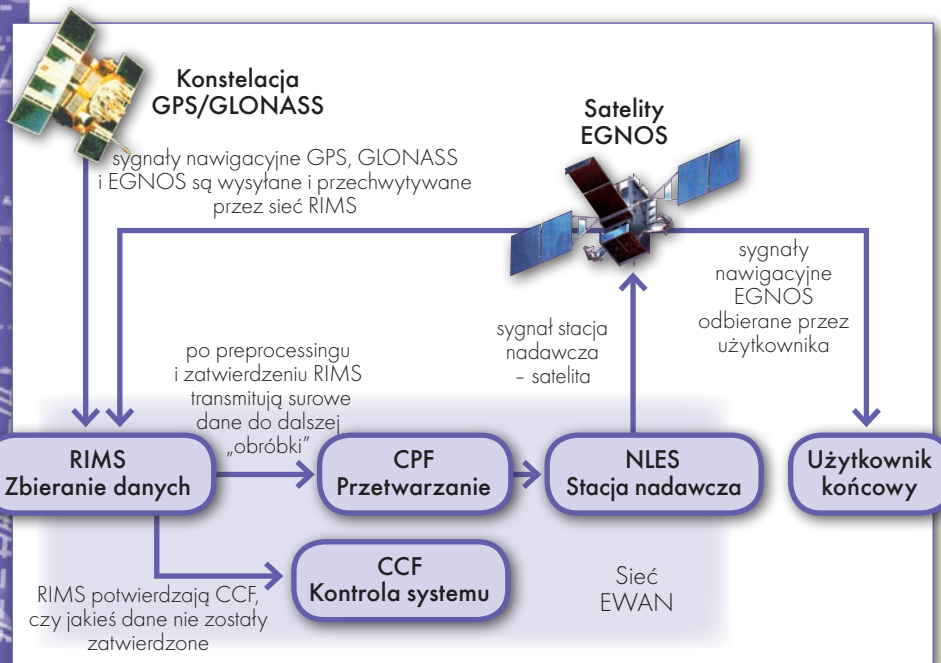 Konstelacja
GPS/GLONASS
Satelity
EGNOS
sygnały nawigacyjne GPS, GLONASS
i EGNOS są wysyłane i przechwytywane
przez sieć RIMS
sygnały
nawigacyjne
EGNOS
odbierane przez
użytkownika
sygnał stacja
nadawcza
– satelita
po preprocessingu
i zatwierdzeniu RIMS
transmitują surowe
dane do dalszej
„obróbki”
RIMS
Zbieranie danych
CPF
Przetwarzanie
NLES
Stacja nadawcza
Użytkownik
końcowy
CCF
Kontrola systemu
Sieć
EWAN
RIMS potwierdzają CCF,
czy jakieś dane nie zostały
zatwierdzone